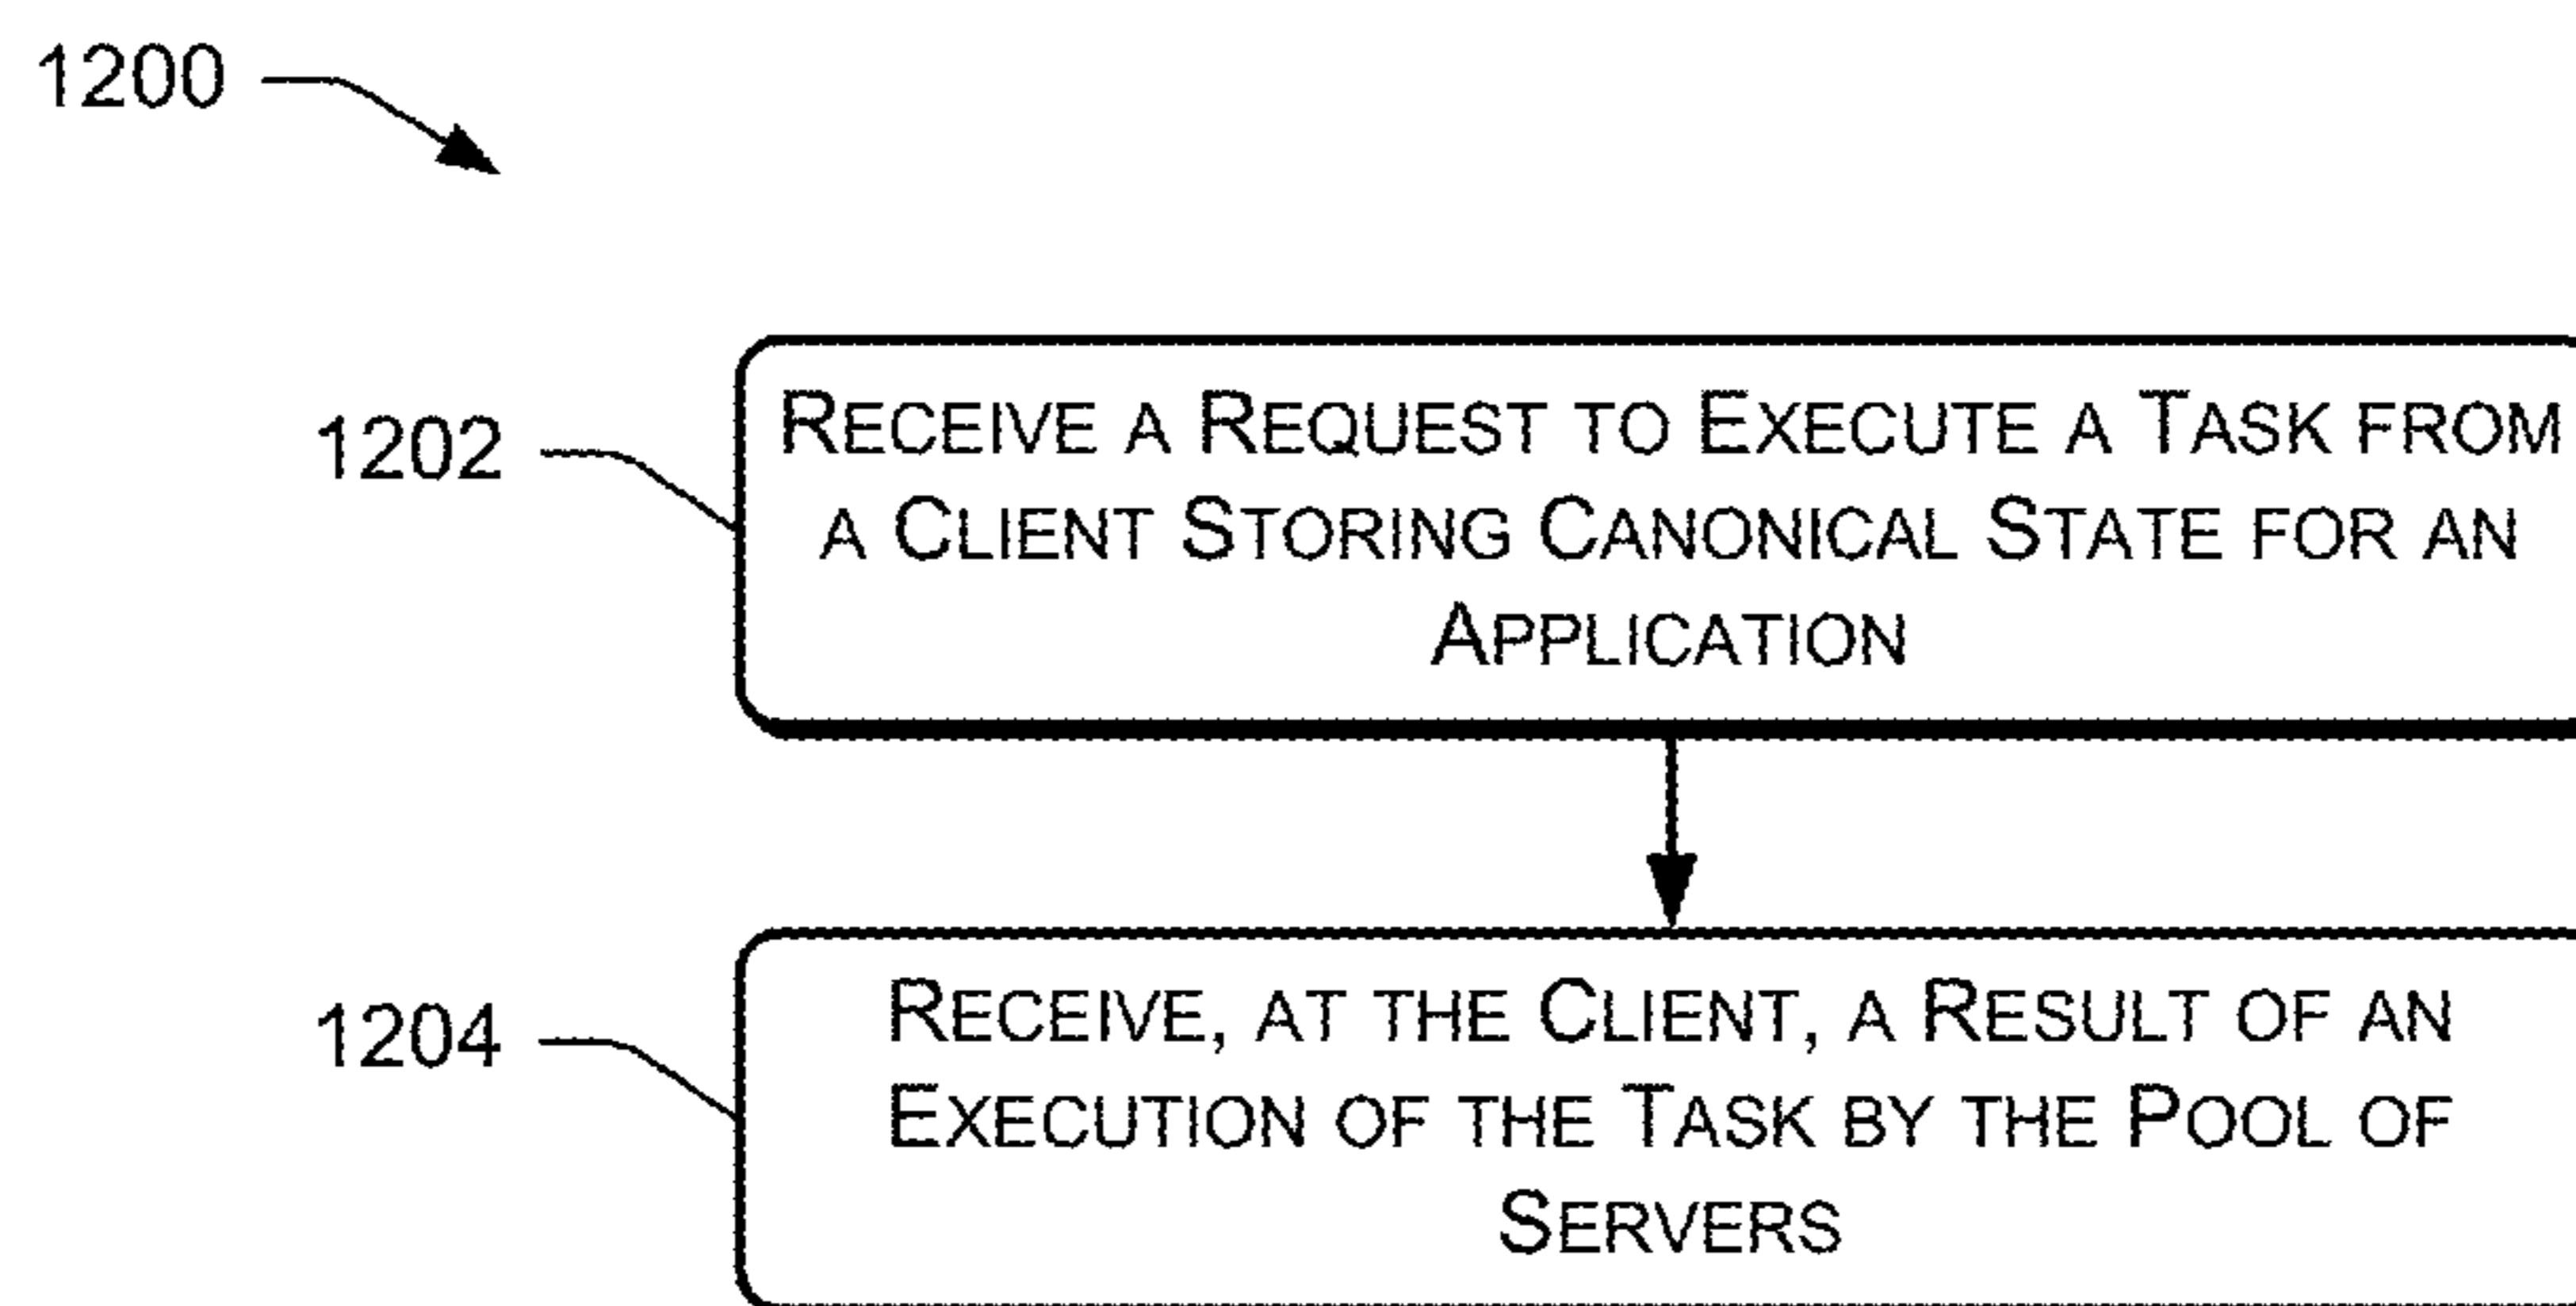 1200
1202
RECEIVE A REQUEST TO EXECUTE A TASK FROM
A CLIENT STORING CANONICAL STATE FOR AN
APPLICATION
1204
RECEIVE, AT THE CLIENT, A RESULT OF AN
EXECUTION OF THE TASK BY THE POOL OF
SERVERS